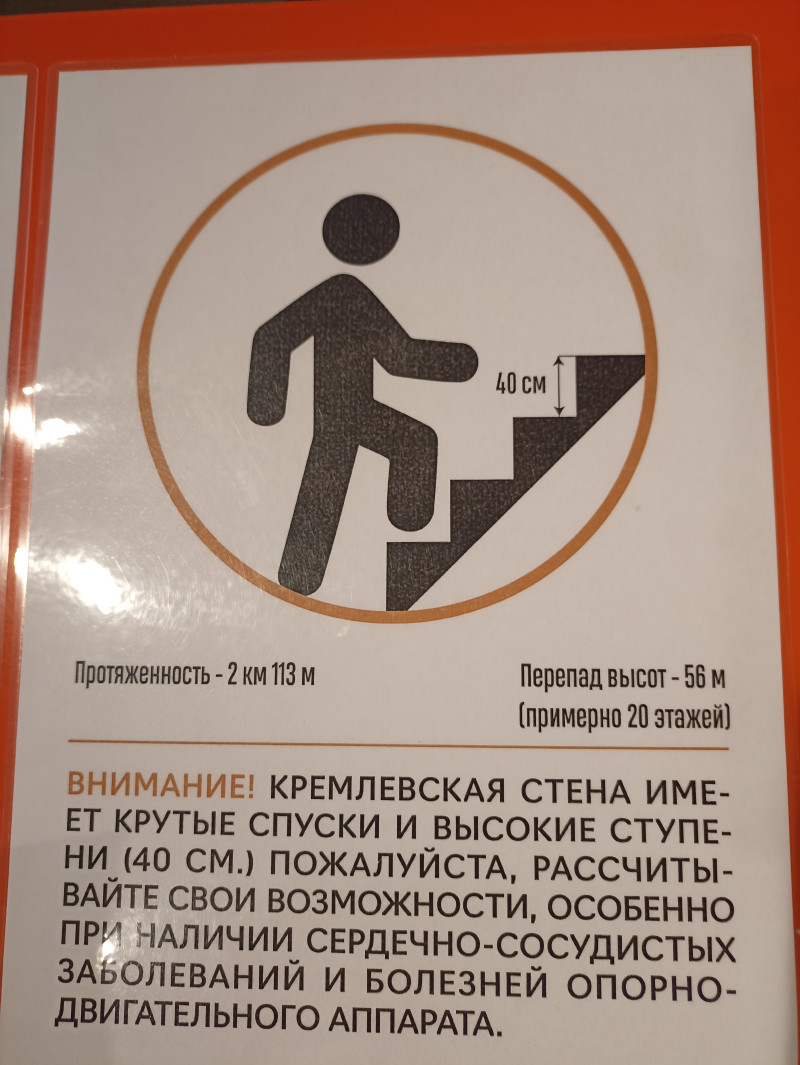 40 см
Протяженность - 2 км 113 м
Перепад высот - 56 м
(примерно 20 этажей)
ВНИМАНИЕ! КРЕМЛЕВСКАЯ СТЕНА ИМЕ-
ЕТ КРУТЫЕ СПУСКИ И ВЫСОКИЕ СТУПЕ-
НИ (40 СМ.) ПОЖАЛУЙСТА, РАССЧИТЫ-
ВАЙТЕ СВОИ ВОЗМОЖНОСТИ, ОСОБЕННО
ПРИ НАЛИЧИИ СЕРДЕЧНО-СОСУДИСТЫХ
ЗАБОЛЕВАНИЙ И БОЛЕЗНЕЙ ОПОРНО-
ДВИГАТЕЛЬНОГО АППАРАТА.